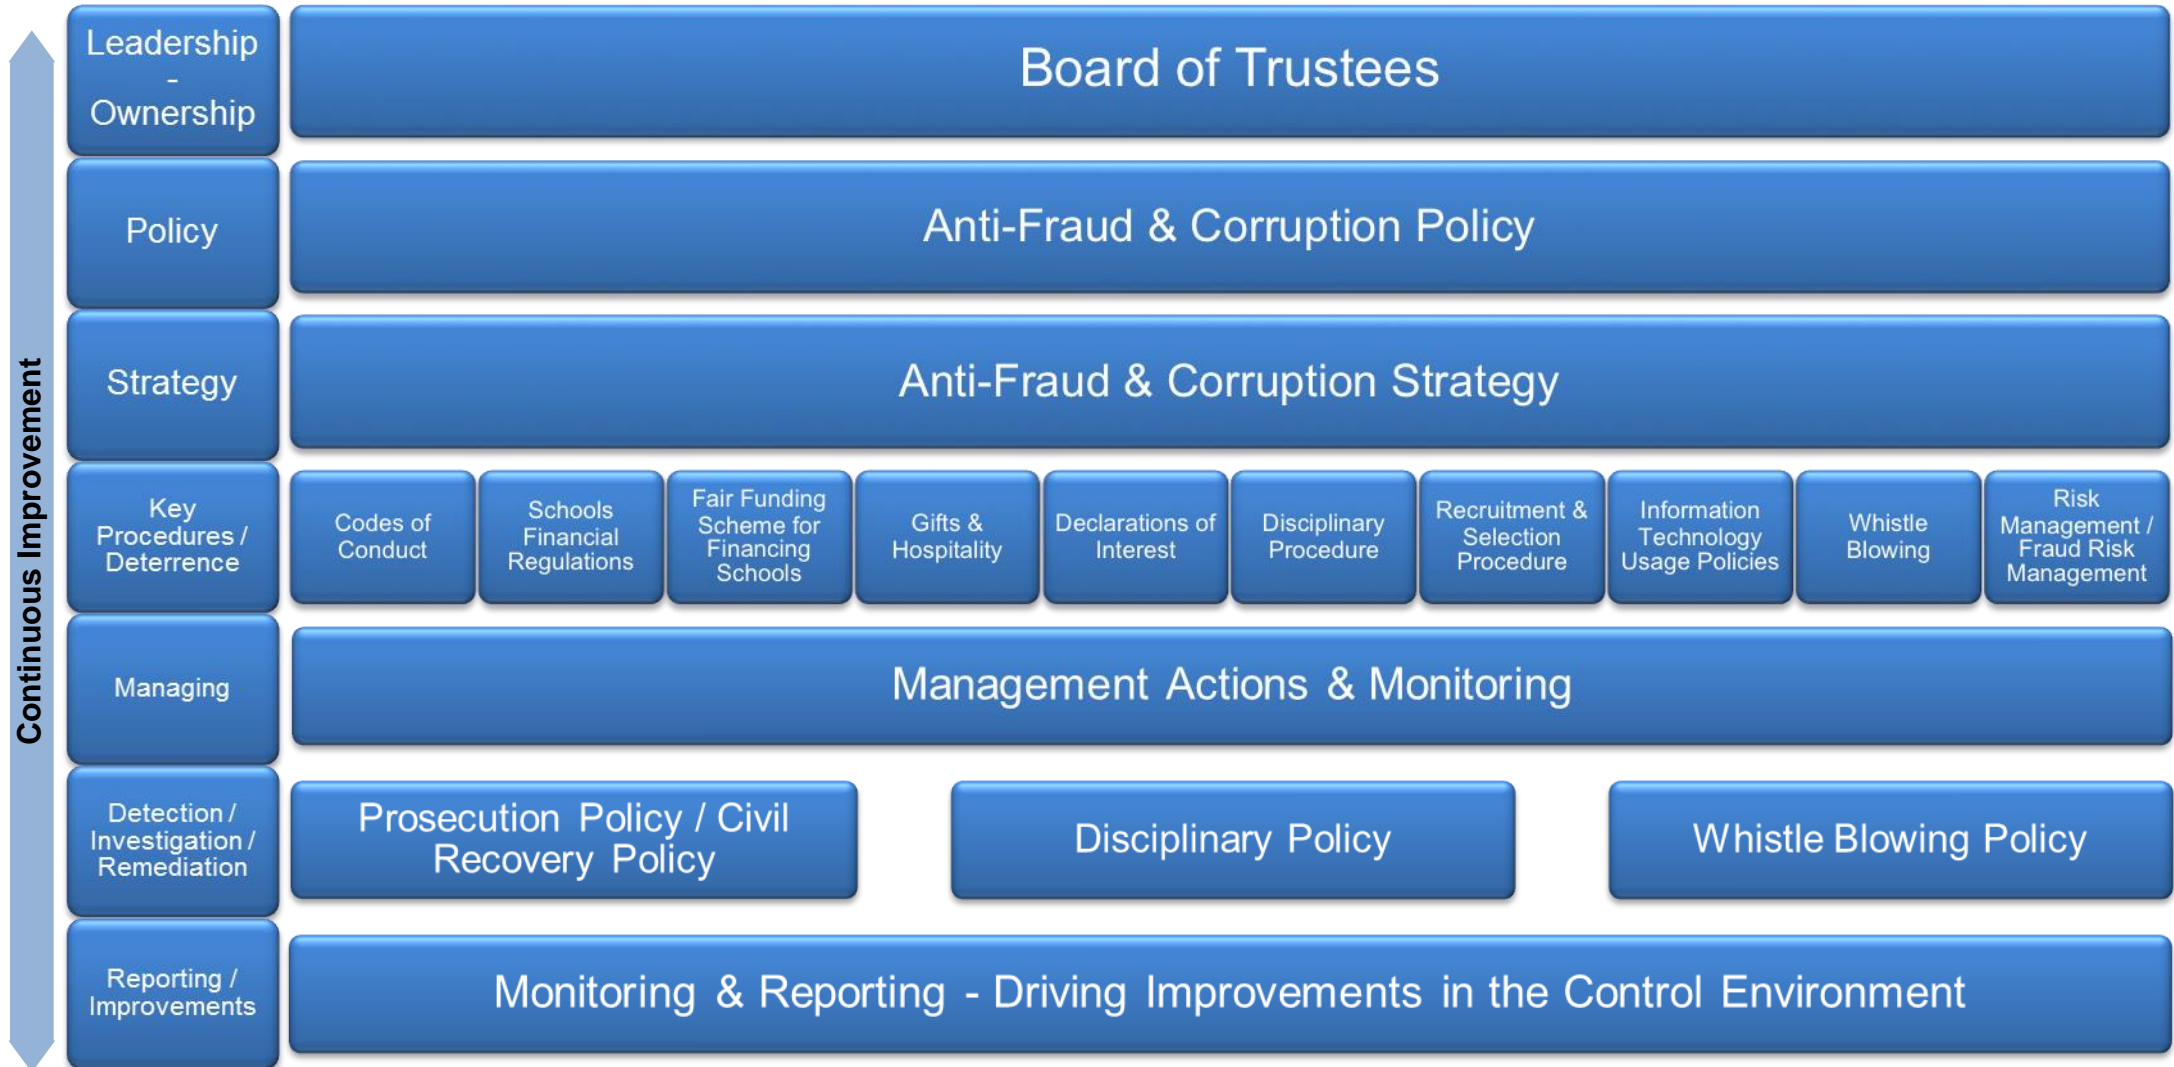 Continuous Improvement
Leadership
-
Ownership
Board of Trustees
Policy
Anti-Fraud & Corruption Policy
Strategy
Anti-Fraud & Corruption Strategy
Key
Procedures /
Deterrence
Codes of
Conduct
Schools
Financial
Regulations
Fair Funding
Scheme for
Financing
Schools
Gifts &
Hospitality
Declarations of
Interest
Disciplinary
Procedure
Recruitment &
Selection
Procedure
Information
Technology
Usage Policies
Whistle
Blowing
Risk
Management /
Fraud Risk
Management
Managing
Management Actions & Monitoring
Detection /
Investigation /
Remediation
Prosecution Policy / Civil
Recovery Policy
Disciplinary Policy
Whistle Blowing Policy
Reporting /
Improvements
Monitoring & Reporting - Driving Improvements in the Control Environment